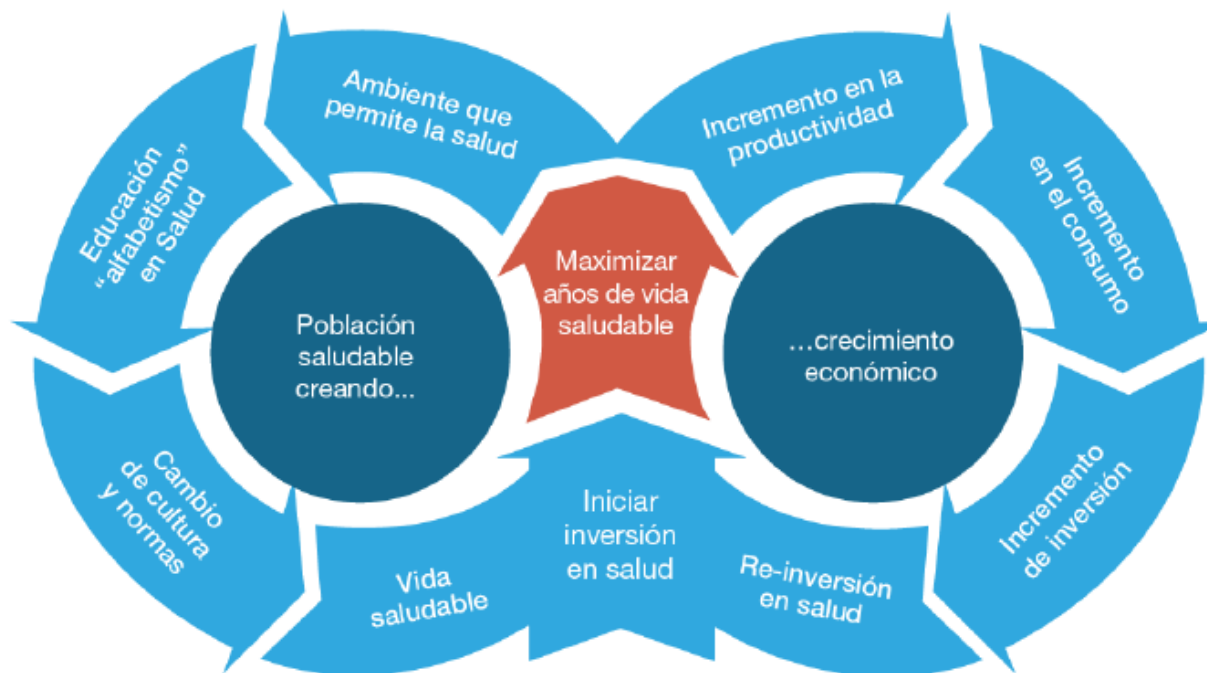 Ambiente que
permite la salud
Educación
“alfabetismo”
en Salud
Cambio
de cultura
y normas
Vida
saludable
Población
saludable
creando...
Maximizar
años de vida
saludable
Iniciar
inversión
en salud
Incremento en la
productividad
Incremento
en el consumo
Incremento
de inversión
Re-inversión
en salud
...crecimiento
económico